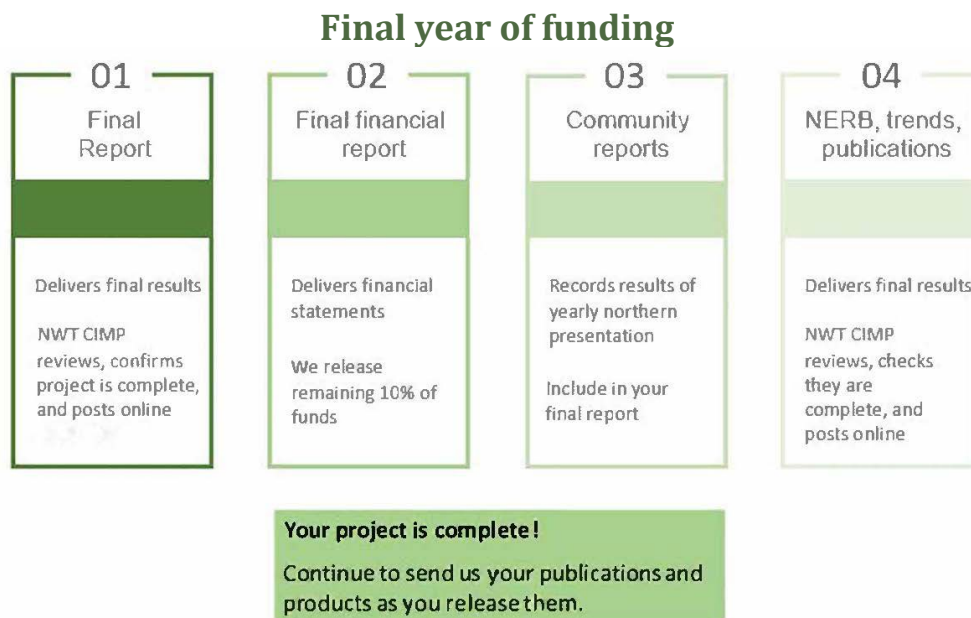 Final year of funding
01
Final
Report
Delivers final results
NWT CIMP
reviews, confirms
project is complete,
and posts online
02
Final financial
report
Delivers financial
statements
We release
remaining 10% of
funds
03
Community
reports
Records results of
yearly northern
presentation
Include in your
final report
04
NERB, trends,
publications
Delivers final results
NWT CIMP
reviews, checks
they are
complete, and
posts online
Your project is complete!
Continue to send us your publications and
products as you release them.